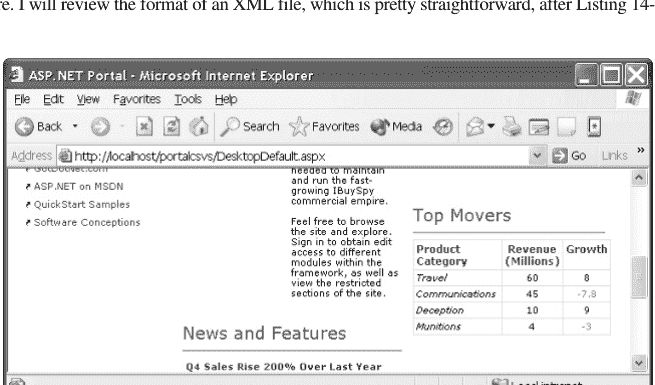 re. I will review the format of an XML file, which is pretty straightforward, after Listing 14-
ASP.NET Portal - Microsoft Internet Explorer
File Edit View Favorites Tools Help
Back Search Favorites Media
Address http://localhost/portalcsvs/DesktopDefault.aspx Go Links »
GotDotNet.com
ASP.NET on MSDN
QuickStart Samples
Software Conceptions
needed to maintain
and run the fast-
growing IBuySpy
commercial empire.
Feel free to browse
the site and explore.
Sign in to obtain edit
access to different
modules within the
framework, as well as
view the restricted
sections of the site.
News and Features
Q4 Sales Rise 200% Over Last Year
Top Movers
Product Category Revenue (Millions) Growth
Travel 60 8
Communications 45 -7.8
Deception 10 9
Munitions 4 -3
Local intranet